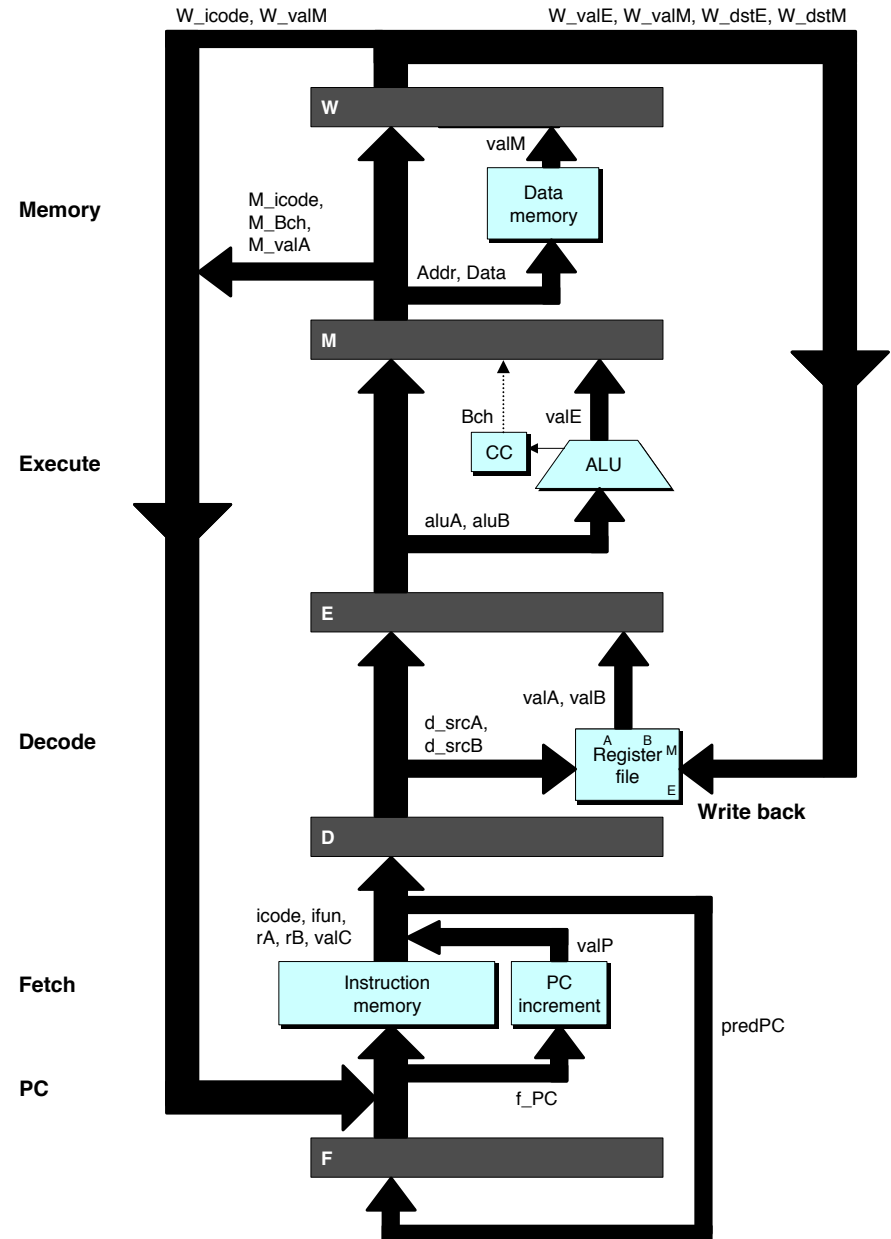 W_icode, W_valM
W_valE, W_valM, W_dstE, W_dstM
W
valM
Memory
Data
memory
M_icode,
M_Bch,
M_valA
Addr, Data
M
Bch
valE
Execute
CC
ALU
aluA, aluB
E
valA, valB
Decode
d_srcA,
d_srcB
A B
Register M
file
E
Write back
D
icode, ifun,
rA, rB, valC
valP
Fetch
Instruction
memory
PC
increment
predPC
PC
f_PC
F